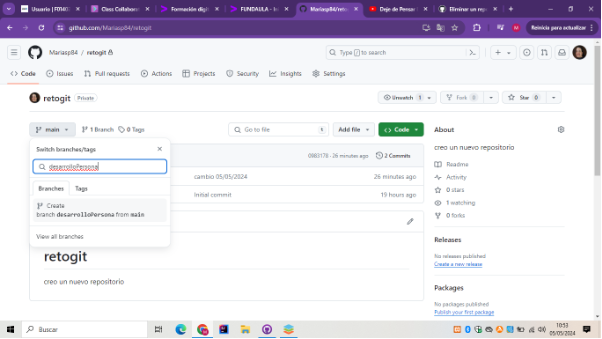 Usuario | FONDO
Class Collaborate
Formación digital
FUNDAULA - In
Mariasp84/retogit
Deje de Pensar
Eliminar un repo
github.com/Mariasp84/retogit
Reinicia para actualizar
Mariasp84 / retogit
Type / to search
Code
Issues
Pull requests
Actions
Projects
Security
Insights
Settings
retogit
Private
Unwatch 1
Fork 0
Star 0
main
1 Branch
0 Tags
Go to file
t
Add file
Code
About
Switch branches/tags
desarrolloPersona
Branches
Tags
Create
branch desarrolloPersona from main
View all branches
0883178 · 26 minutes ago
2 Commits
cambio 05/05/2024
26 minutes ago
Initial commit
19 hours ago
retogit
creo un nuevo repositorio
creo un nuevo repositorio
Readme
Activity
0 stars
1 watching
0 forks
Releases
No releases published
Create a new release
Packages
No packages published
Publish your first package
Buscar
10:53
05/05/2024